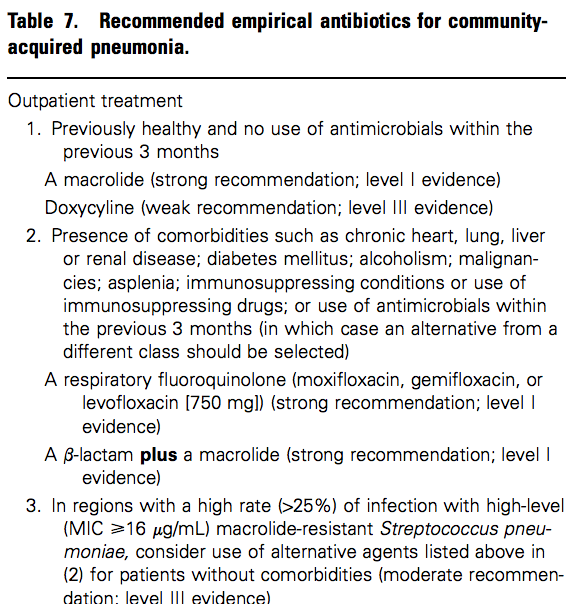 Table 7. Recommended empirical antibiotics for community-
acquired pneumonia.
Outpatient treatment
1. Previously healthy and no use of antimicrobials within the
previous 3 months
A macrolide (strong recommendation; level I evidence)
Doxycyline (weak recommendation; level III evidence)
2. Presence of comorbidities such as chronic heart, lung, liver
or renal disease; diabetes mellitus; alcoholism; malignan-
cies; asplenia; immunosuppressing conditions or use of
immunosuppressing drugs; or use of antimicrobials within
the previous 3 months (in which case an alternative from a
different class should be selected)
A respiratory fluoroquinolone (moxifloxacin, gemifloxacin, or
levofloxacin [750 mg]) (strong recommendation; level I
evidence)
A β-lactam plus a macrolide (strong recommendation; level I
evidence)
3. In regions with a high rate (>25%) of infection with high-level
(MIC ⩾16 μg/mL) macrolide-resistant Streptococcus pneu-
moniae, consider use of alternative agents listed above in
(2) for patients without comorbidities (moderate recommen-
dation; level III evidence)